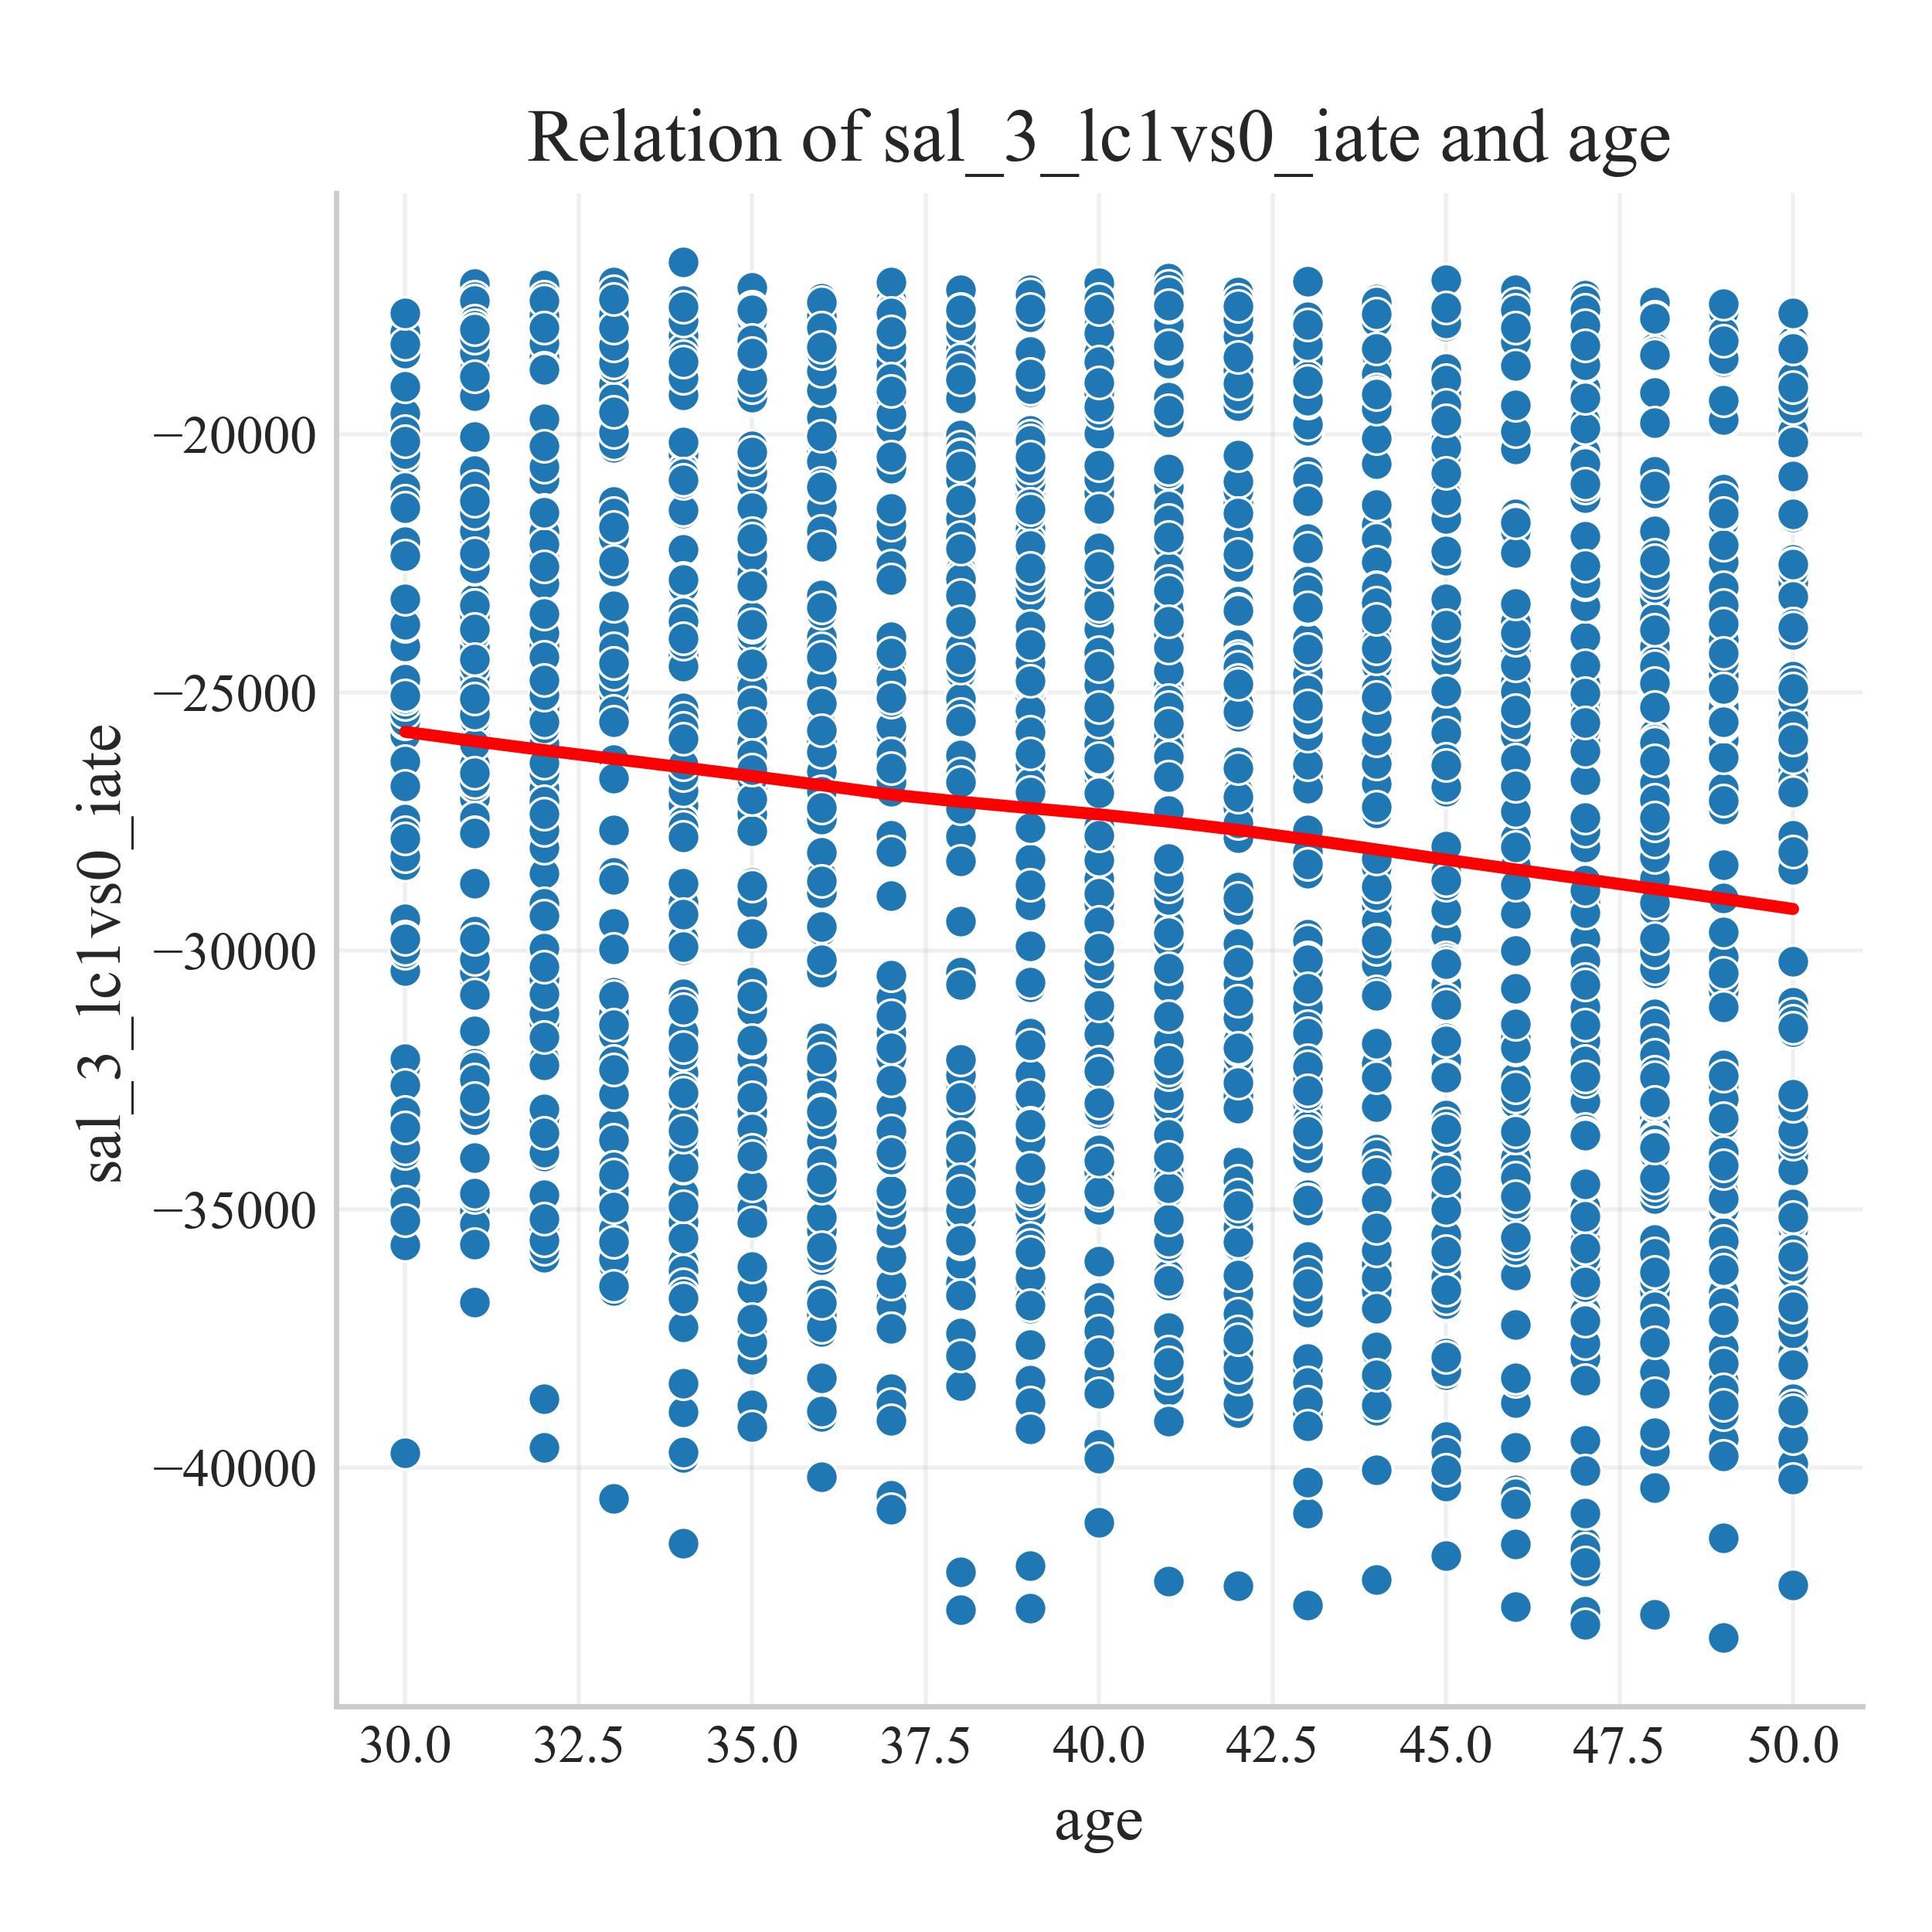 Relation of sal_3_lc1vs0_iate and age
sal_3_lc1vs0_iate
−20000
−25000
−30000
−35000
−40000
30.0 32.5 35.0 37.5 40.0 42.5 45.0 47.5 50.0
age